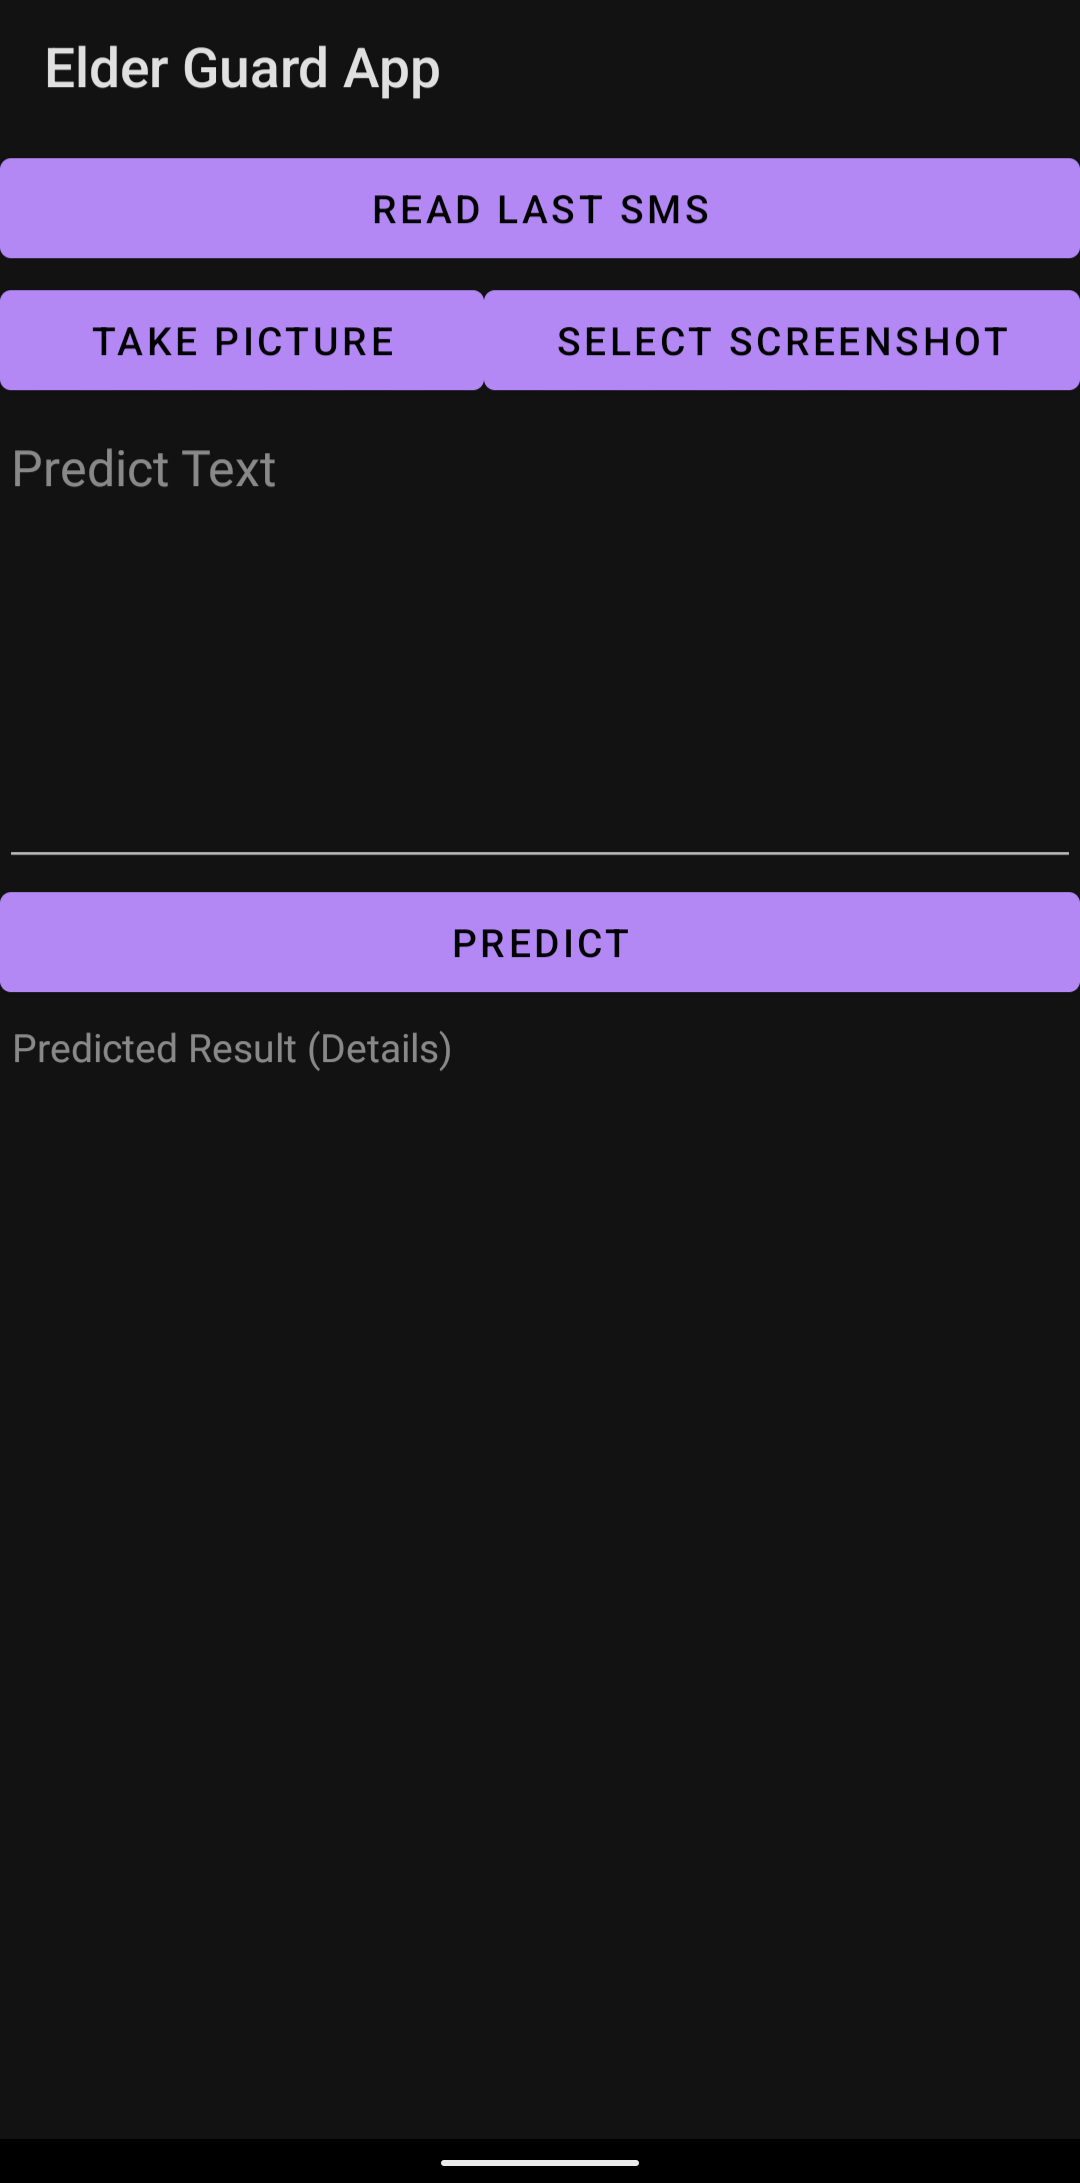 Elder Guard App
READ LAST SMS
TAKE PICTURE
SELECT SCREENSHOT
Predict Text
PREDICT
Predicted Result (Details)